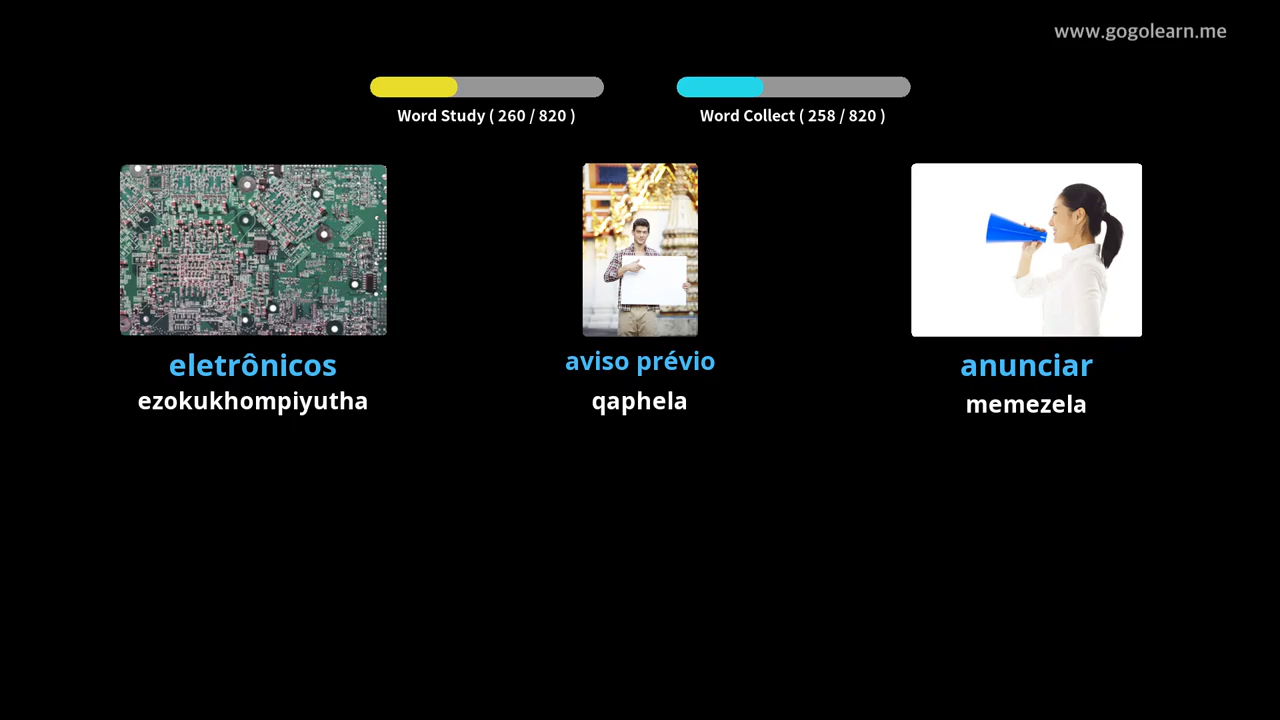 www.gogolearn.me
Word Study ( 260 / 820 )
Word Collect ( 258 / 820 )
eletrônicos
ezokukhompiyutha
aviso prévio
qaphela
anunciar
memezela